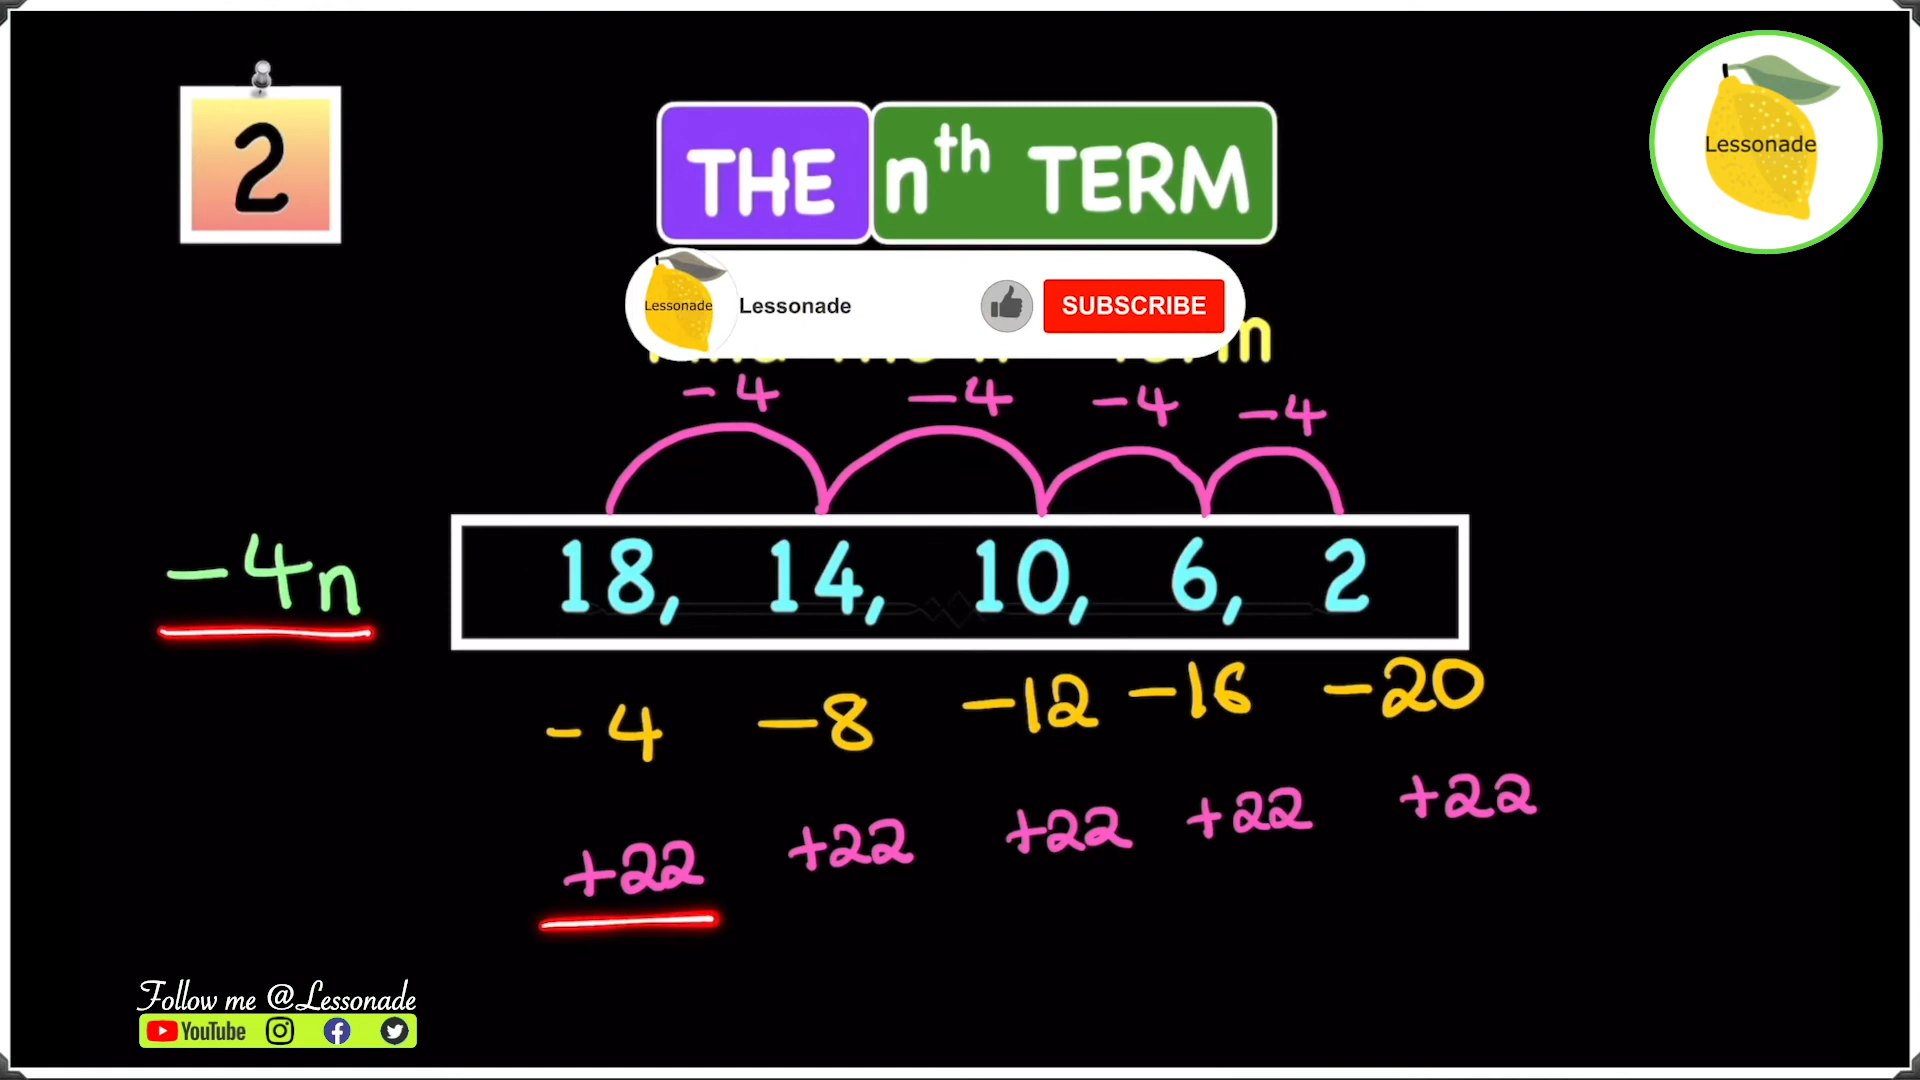 2
THE nth TERM
Lessonade
Lessonade
Lessonade
SUBSCRIBE
-4 -4 -4 -4
-4n
18, 14, 10, 6, 2
-4 -8 -12 -16 -20
+22 +22 +22 +22 +22
Follow me @Lessonade
YouTube